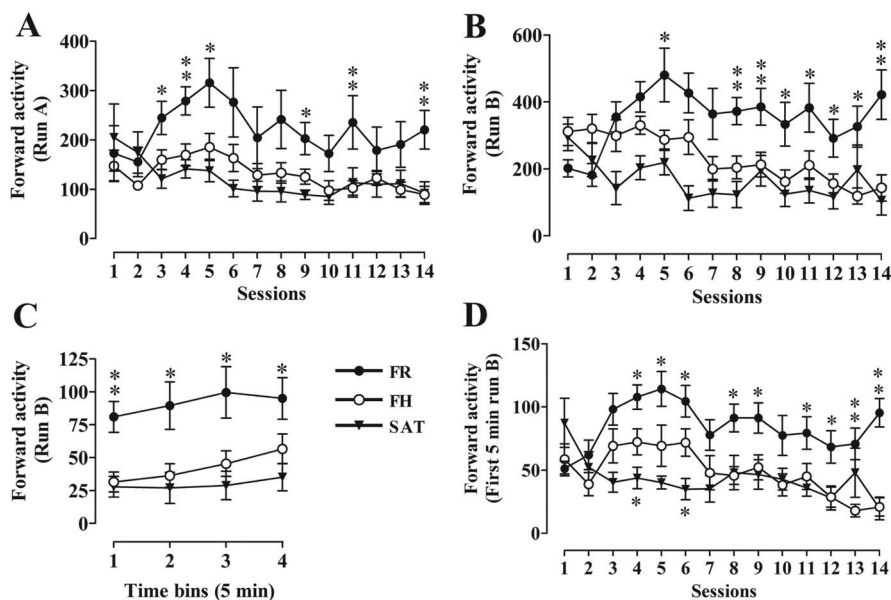 A
Forward activity
(Run A)
400
300
200
100
0
* ** * * ** **
1 2 3 4 5 6 7 8 9 10 11 12 13 14
Sessions
B
Forward activity
(Run B)
600
400
200
0
* ** ** * * * * **
1 2 3 4 5 6 7 8 9 10 11 12 13 14
Sessions
C
Forward activity
(Run B)
125
100
75
50
25
0
** * * *
1 2 3 4
Time bins (5 min)
FR
FH
SAT
D
Forward activity
(First 5 min run B)
150
100
50
0
* * * * * * * ** **
* *
1 2 3 4 5 6 7 8 9 10 11 12 13 14
Sessions